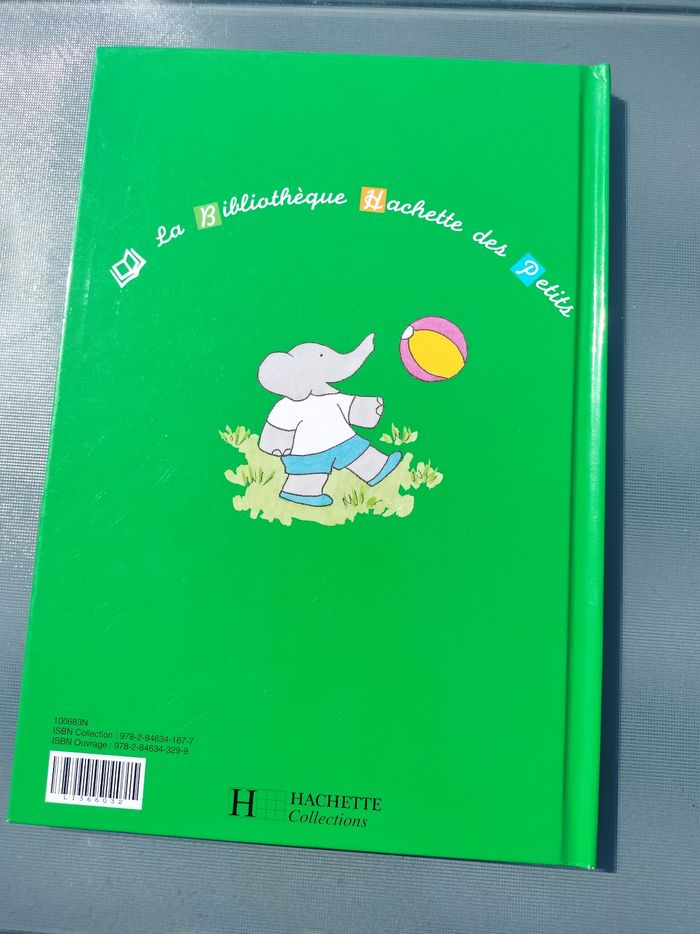 La Bibliothèque Hachette des Petits
100683N
ISBN Collection : 978-2-84634-167-7
ISBN Ouvrage : 978-2-84634-329-9
L1366032
H HACHETTE
Collections